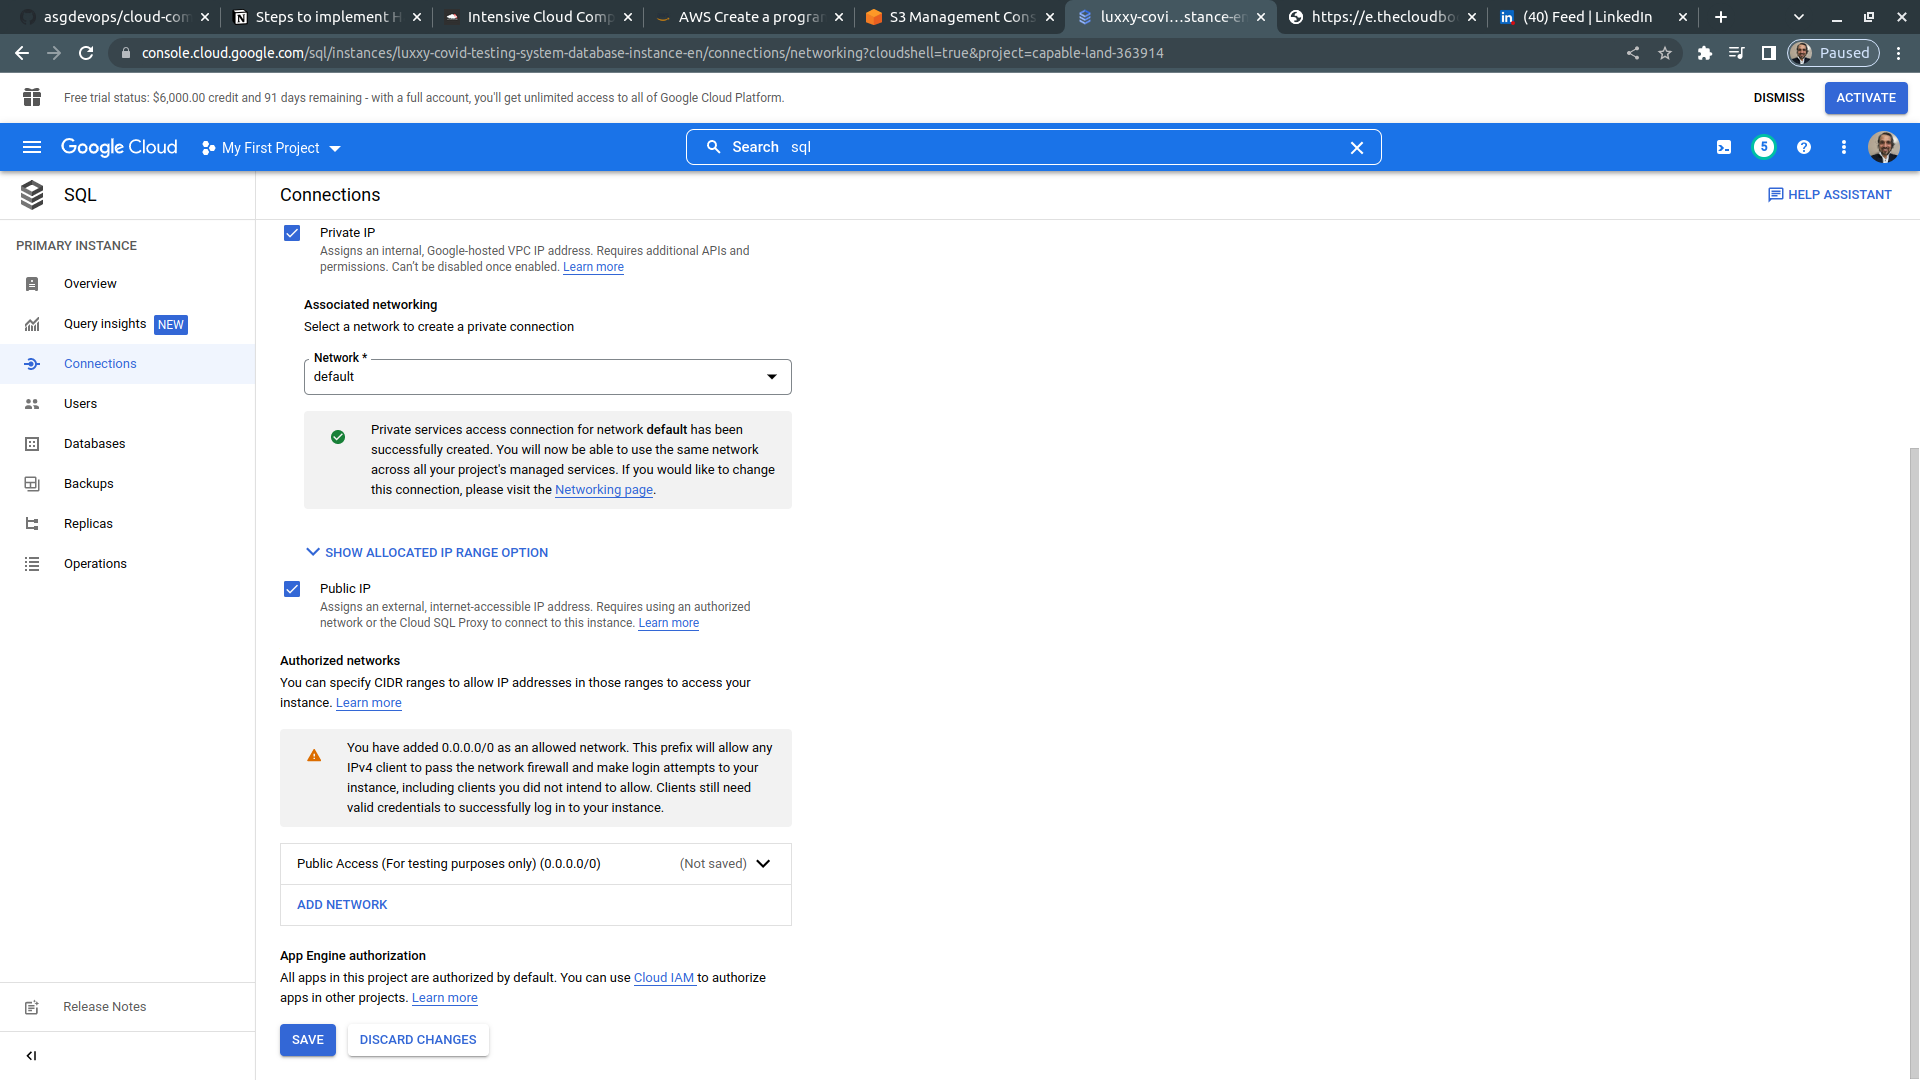 asgdevops/cloud-com
Steps to implement H
Intensive Cloud Comp
AWS Create a program
S3 Management Cons
luxxy-covi…stance-en
https://e.thecloudbo
(40) Feed | LinkedIn
console.cloud.google.com/sql/instances/luxxy-covid-testing-system-database-instance-en/connections/networking?cloudshell=true&project=capable-land-363914
Paused
Free trial status: $6,000.00 credit and 91 days remaining - with a full account, you'll get unlimited access to all of Google Cloud Platform.
DISMISS
ACTIVATE
Google Cloud
My First Project
Search sql
5
SQL
Connections
HELP ASSISTANT
PRIMARY INSTANCE
Overview
Query insights NEW
Connections
Users
Databases
Backups
Replicas
Operations
Release Notes
Private IP
Assigns an internal, Google-hosted VPC IP address. Requires additional APIs and
permissions. Can't be disabled once enabled. Learn more
Associated networking
Select a network to create a private connection
Network *
default
Private services access connection for network default has been
successfully created. You will now be able to use the same network
across all your project's managed services. If you would like to change
this connection, please visit the Networking page.
SHOW ALLOCATED IP RANGE OPTION
Public IP
Assigns an external, internet-accessible IP address. Requires using an authorized
network or the Cloud SQL Proxy to connect to this instance. Learn more
Authorized networks
You can specify CIDR ranges to allow IP addresses in those ranges to access your
instance. Learn more
You have added 0.0.0.0/0 as an allowed network. This prefix will allow any
IPv4 client to pass the network firewall and make login attempts to your
instance, including clients you did not intend to allow. Clients still need
valid credentials to successfully log in to your instance.
Public Access (For testing purposes only) (0.0.0.0/0)
(Not saved)
ADD NETWORK
App Engine authorization
All apps in this project are authorized by default. You can use Cloud IAM to authorize
apps in other projects. Learn more
SAVE
DISCARD CHANGES